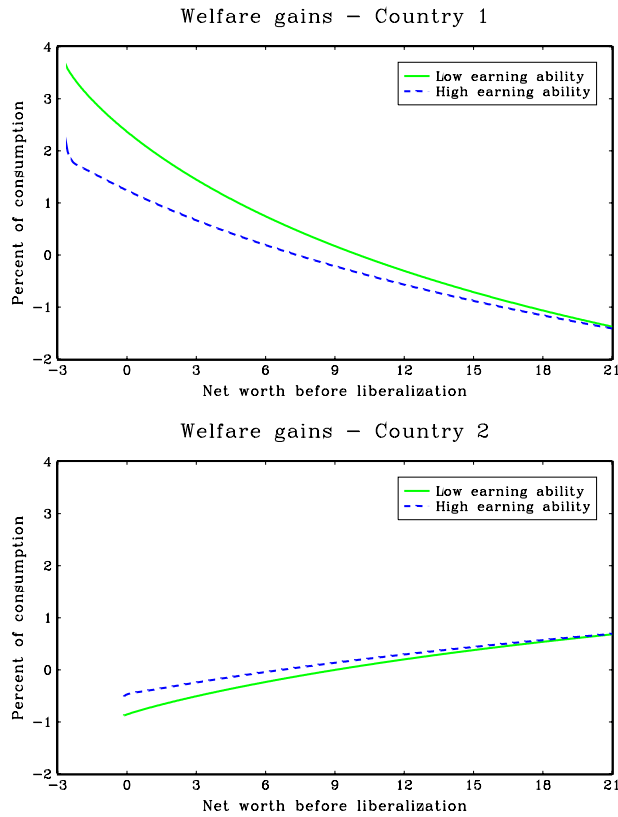 Welfare gains − Country 1
4
3
2
1
0
−1
−2
Percent of consumption
Low earning ability
High earning ability
−3 0 3 6 9 12 15 18 21
Net worth before liberalization
Welfare gains − Country 2
4
3
2
1
0
−1
−2
Percent of consumption
Low earning ability
High earning ability
−3 0 3 6 9 12 15 18 21
Net worth before liberalization